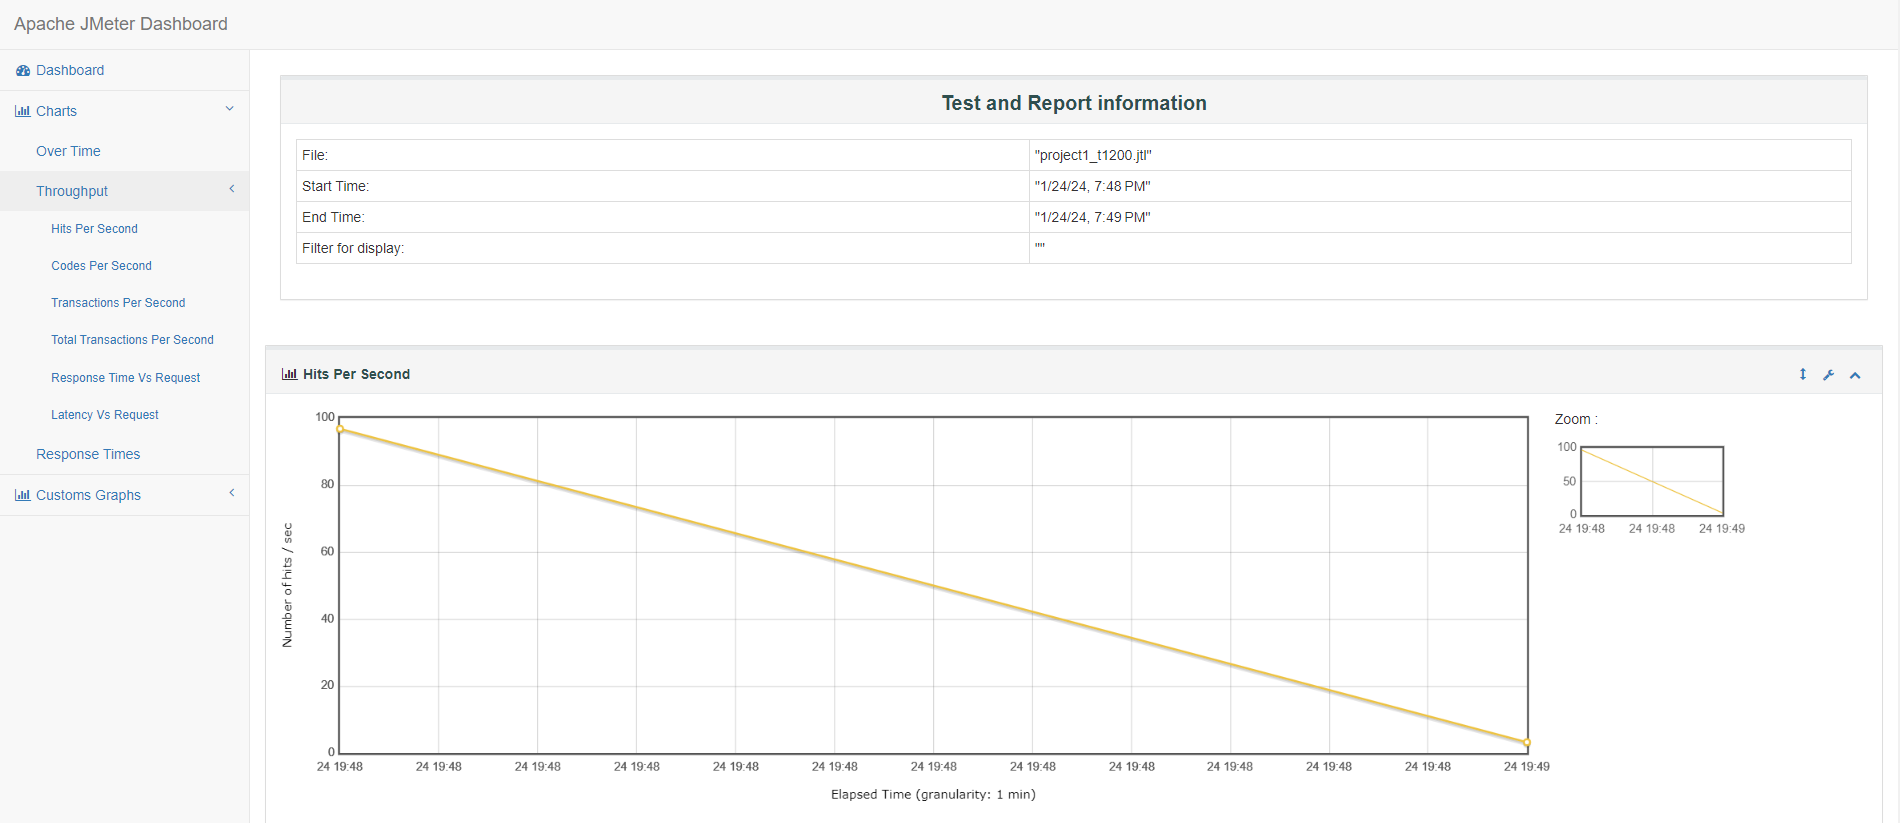 Apache JMeter Dashboard
Dashboard
Charts
Over Time
Throughput
Hits Per Second
Codes Per Second
Transactions Per Second
Total Transactions Per Second
Response Time Vs Request
Latency Vs Request
Response Times
Customs Graphs
Test and Report information
File: "project1_t1200.jtl"
Start Time: "1/24/24, 7:48 PM"
End Time: "1/24/24, 7:49 PM"
Filter for display: ""
Hits Per Second
100
80
60
40
20
0
Number of hits / sec
24 19:48 24 19:48 24 19:48 24 19:48 24 19:48 24 19:48 24 19:48 24 19:48 24 19:48 24 19:48 24 19:48 24 19:48 24 19:49
Elapsed Time (granularity: 1 min)
Zoom :
100
50
0
24 19:48 24 19:48 24 19:49